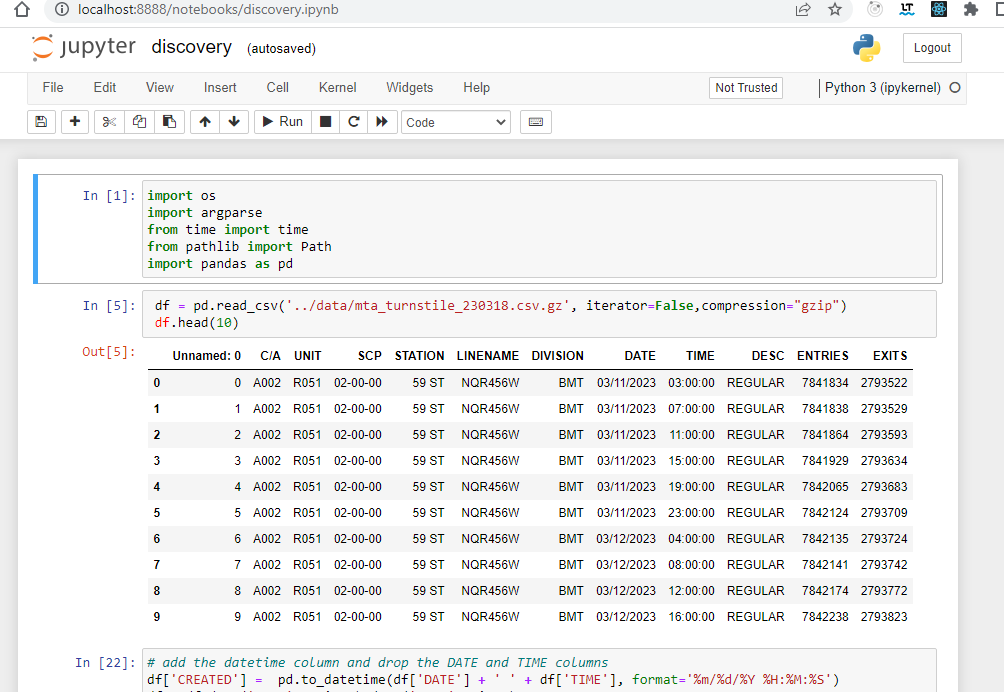 localhost:8888/notebooks/discovery.ipynb
LT
jupyter discovery (autosaved)
Logout
File Edit View Insert Cell Kernel Widgets Help
Not Trusted
Python 3 (ipykernel)
Run
Code
In [1]:
import os
import argparse
from time import time
from pathlib import Path
import pandas as pd
In [5]:
df = pd.read_csv('../data/mta_turnstile_230318.csv.gz', iterator=False,compression="gzip")
df.head(10)
Out[5]:
Unnamed: 0 C/A UNIT SCP STATION LINENAME DIVISION DATE TIME DESC ENTRIES EXITS
0 0 A002 R051 02-00-00 59 ST NQR456W BMT 03/11/2023 03:00:00 REGULAR 7841834 2793522
1 1 A002 R051 02-00-00 59 ST NQR456W BMT 03/11/2023 07:00:00 REGULAR 7841838 2793529
2 2 A002 R051 02-00-00 59 ST NQR456W BMT 03/11/2023 11:00:00 REGULAR 7841864 2793593
3 3 A002 R051 02-00-00 59 ST NQR456W BMT 03/11/2023 15:00:00 REGULAR 7841929 2793634
4 4 A002 R051 02-00-00 59 ST NQR456W BMT 03/11/2023 19:00:00 REGULAR 7842065 2793683
5 5 A002 R051 02-00-00 59 ST NQR456W BMT 03/11/2023 23:00:00 REGULAR 7842124 2793709
6 6 A002 R051 02-00-00 59 ST NQR456W BMT 03/12/2023 04:00:00 REGULAR 7842135 2793724
7 7 A002 R051 02-00-00 59 ST NQR456W BMT 03/12/2023 08:00:00 REGULAR 7842141 2793742
8 8 A002 R051 02-00-00 59 ST NQR456W BMT 03/12/2023 12:00:00 REGULAR 7842174 2793772
9 9 A002 R051 02-00-00 59 ST NQR456W BMT 03/12/2023 16:00:00 REGULAR 7842238 2793823
In [22]:
# add the datetime column and drop the DATE and TIME columns
df['CREATED'] =  pd.to_datetime(df['DATE'] + ' ' + df['TIME'], format='%m/%d/%Y %H:%M:%S')